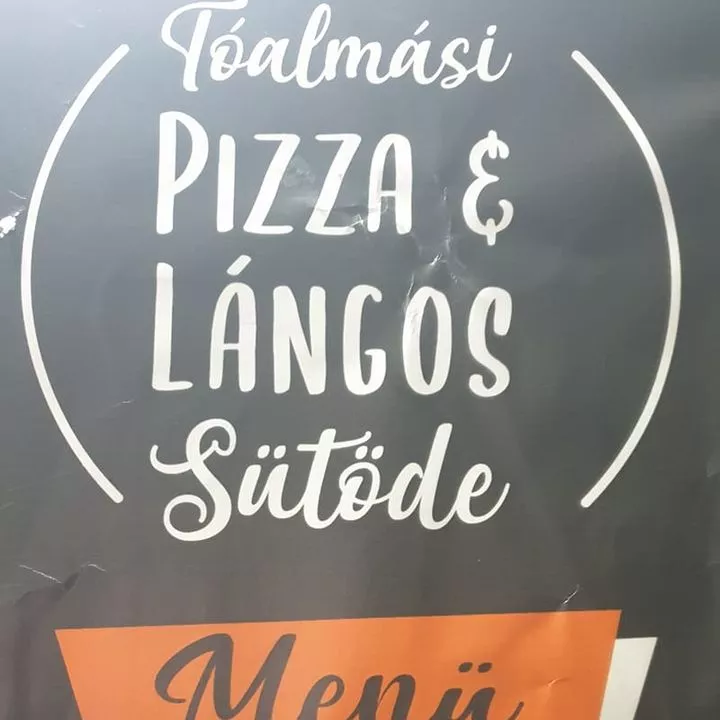 Tóalmási
PIZZA &
LÁNGOS
Sütöde
Menü